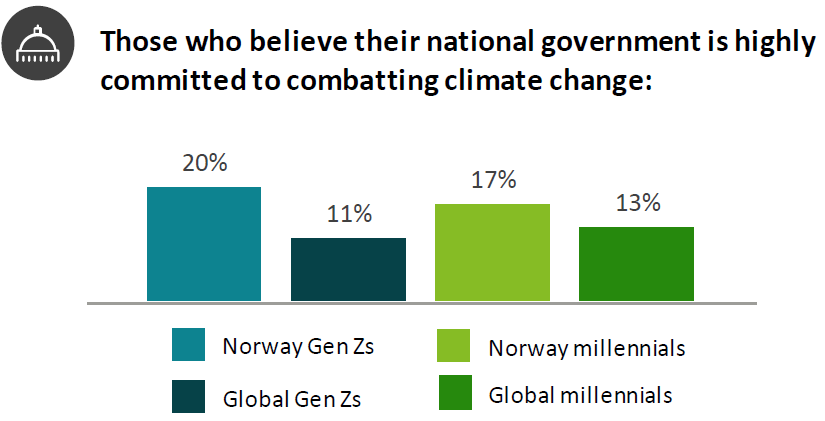 Those who believe their national government is highly
committed to combatting climate change:
20%
11%
17%
13%
Norway Gen Zs
Norway millennials
Global Gen Zs
Global millennials